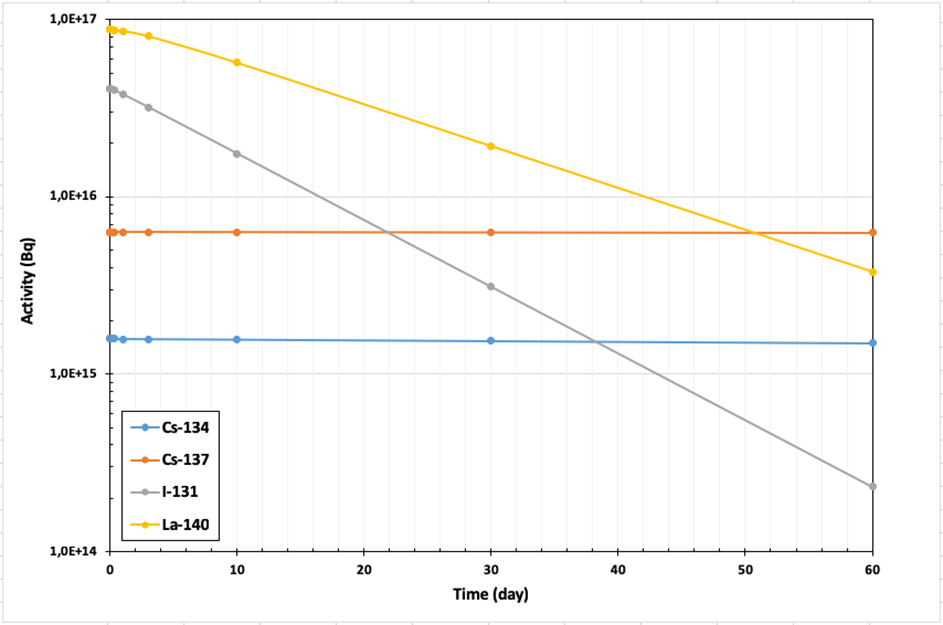 1,0E+17
1,0E+16
1,0E+15
1,0E+14
Activity (Bq)
Cs-134
Cs-137
I-131
La-140
0 10 20 30 40 50 60
Time (day)